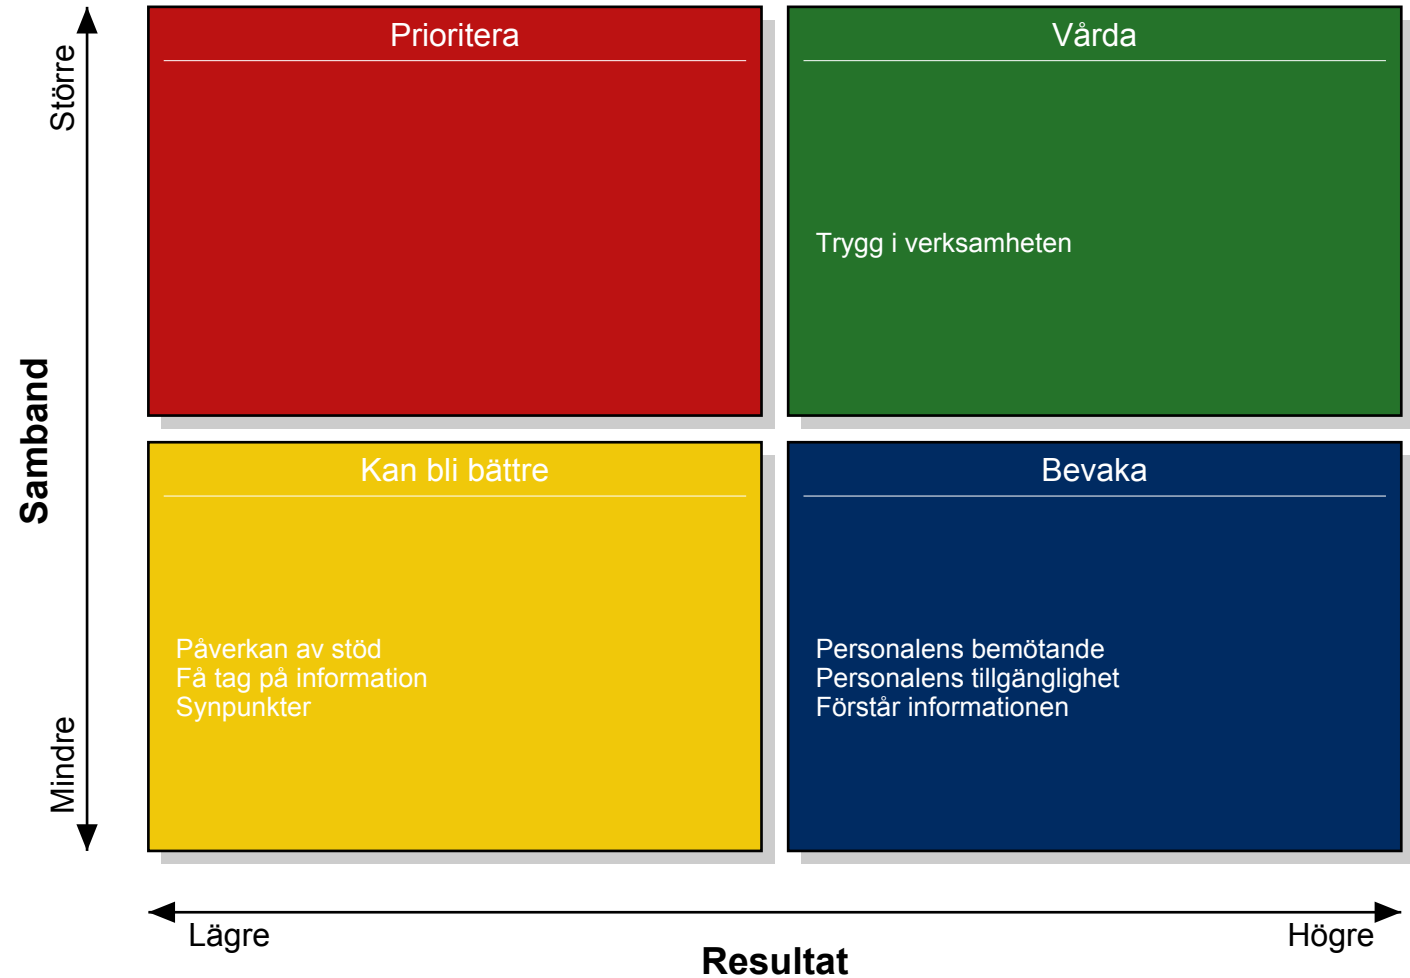 Större
Samband
Mindre
Prioritera
Vårda
Trygg i verksamheten
Kan bli bättre
Påverkan av stöd
Få tag på information
Synpunkter
Bevaka
Personalens bemötande
Personalens tillgänglighet
Förstår informationen
Lägre
Högre
Resultat